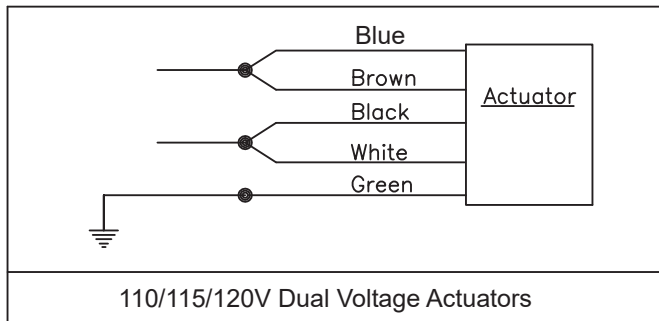 Blue
Brown
Actuator
Black
White
Green
110/115/120V Dual Voltage Actuators